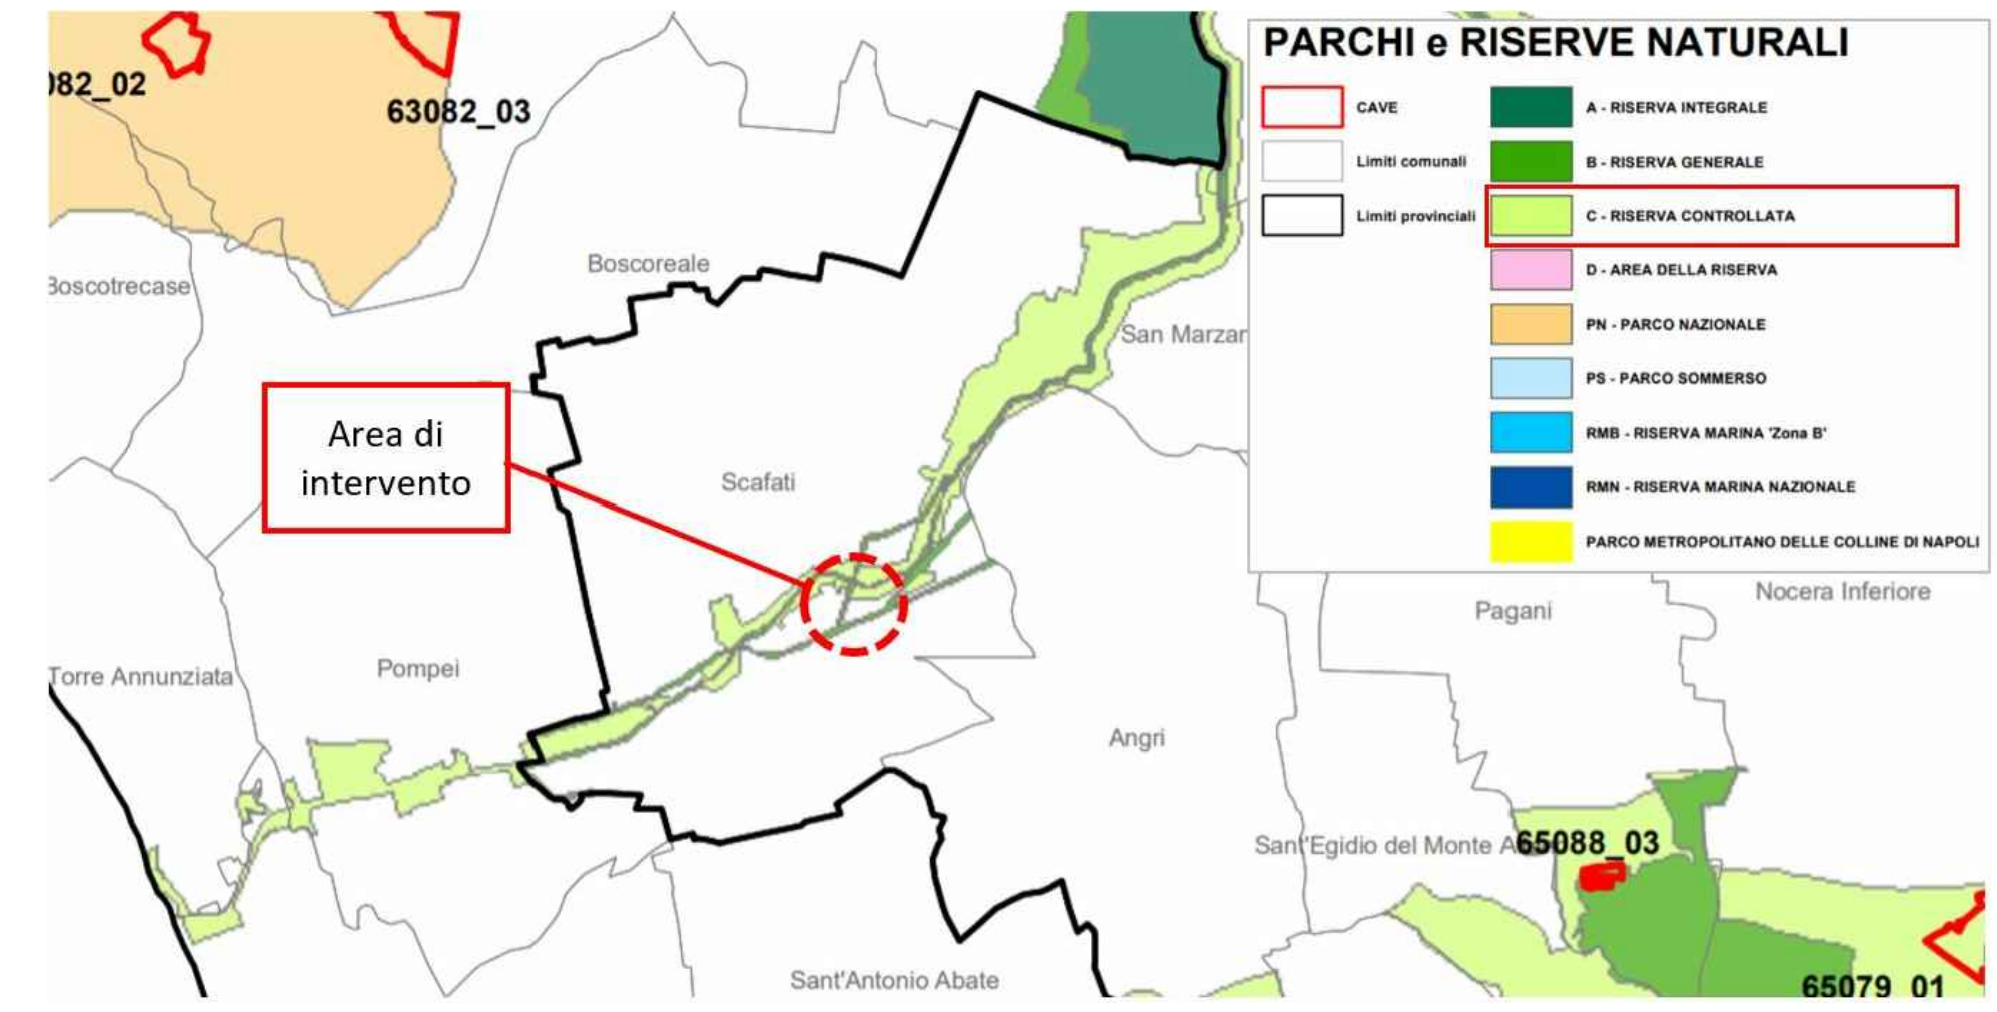 PARCHI e RISERVE NATURALI
CAVE
Limiti comunali
Limiti provinciali
A - RISERVA INTEGRALE
B - RISERVA GENERALE
C - RISERVA CONTROLLATA
D - AREA DELLA RISERVA
PN - PARCO NAZIONALE
PS - PARCO SOMMERSO
RMB - RISERVA MARINA 'Zona B'
RMN - RISERVA MARINA NAZIONALE
PARCO METROPOLITANO DELLE COLLINE DI NAPOLI
082_02
63082_03
Boscoreale
Boscotrecase
San Marzan
Area di
intervento
Scafati
Nocera Inferiore
Pagani
Torre Annunziata
Pompei
Angri
Sant'Egidio del Monte A
65088_03
Sant'Antonio Abate
65079_01